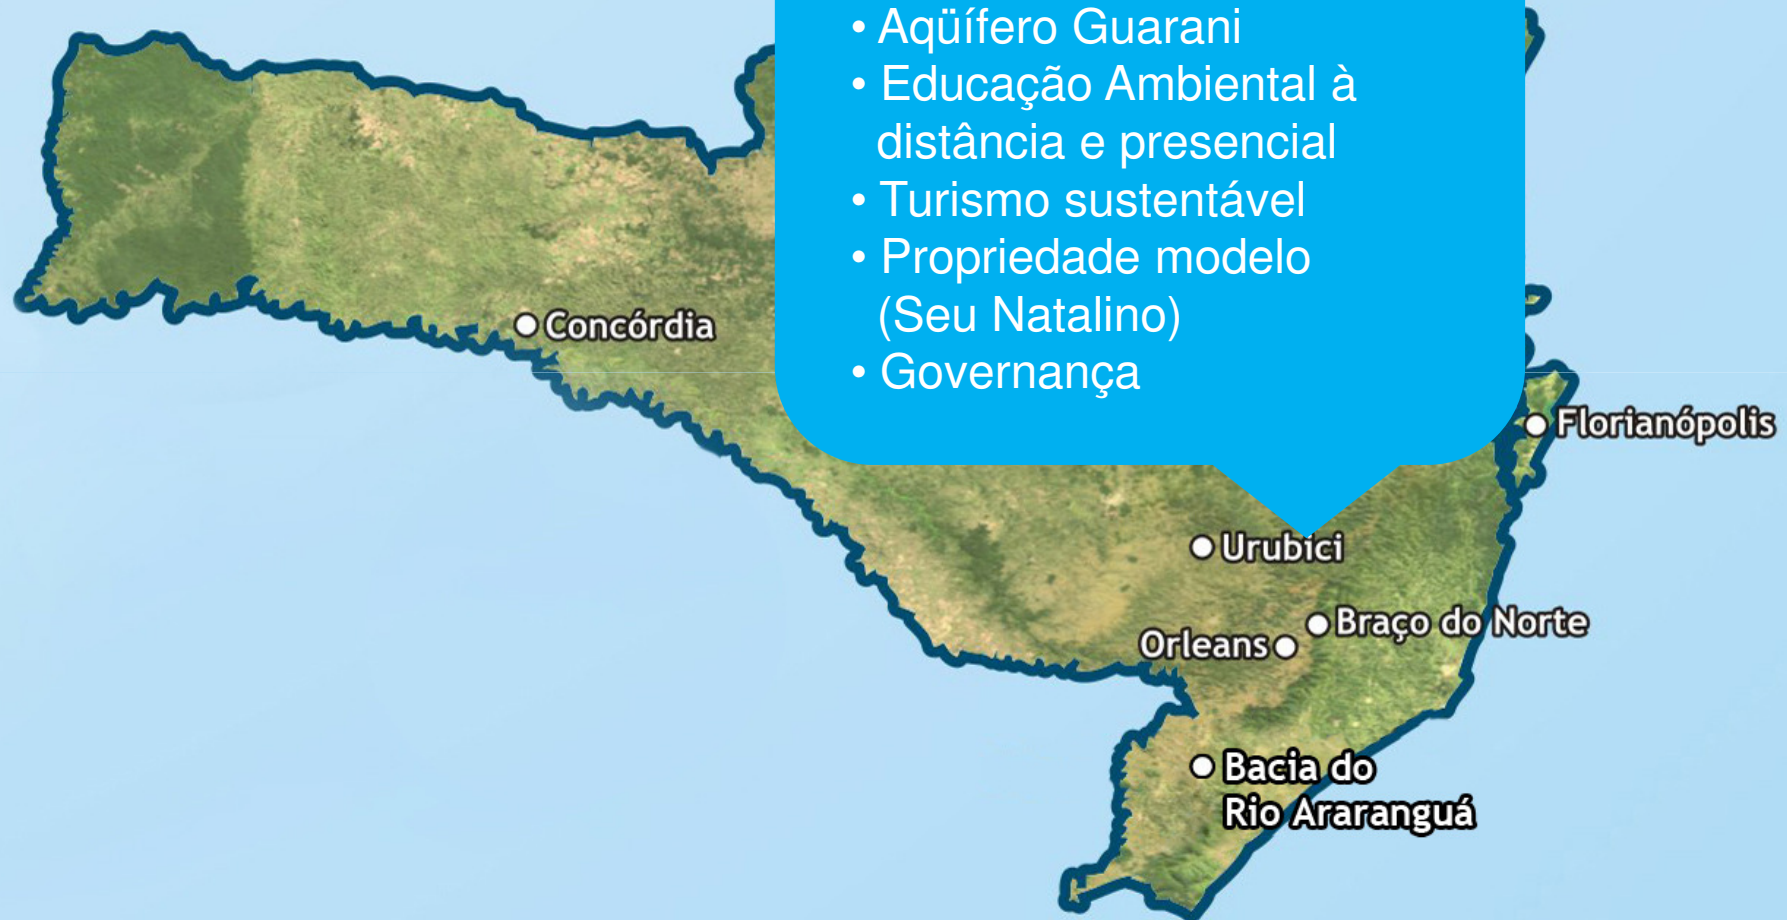 • Aqüífero Guarani
• Educação Ambiental à
distância e presencial
• Turismo sustentável
• Propriedade modelo
(Seu Natalino)
• Governança
Concórdia
Florianópolis
Urubici
Braço do Norte
Orleans
Bacia do
Rio Araranguá